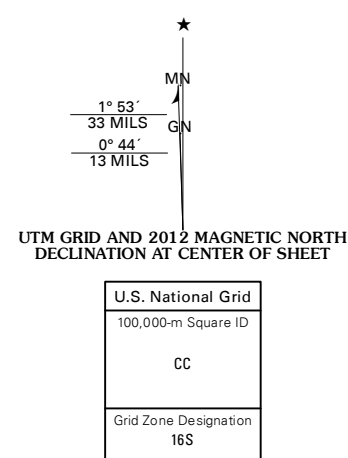 ★
MN
1° 53´
33 MILS
GN
0° 44´
13 MILS
UTM GRID AND 2012 MAGNETIC NORTH
DECLINATION AT CENTER OF SHEET
U.S. National Grid
100,000-m Square ID
CC
Grid Zone Designation
16S